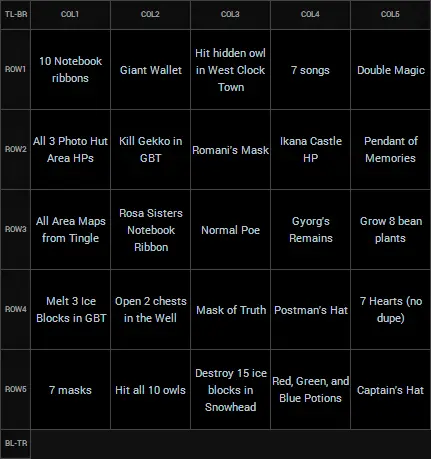 TL-BR COL1 COL2 COL3 COL4 COL5
ROW1
10 Notebook
ribbons
Giant Wallet
Hit hidden owl
in West Clock
Town
7 songs
Double Magic
ROW2
All 3 Photo Hut
Area HPs
Kill Gekko in
GBT
Romani's Mask
Ikana Castle
HP
Pendant of
Memories
ROW3
All Area Maps
from Tingle
Rosa Sisters
Notebook
Ribbon
Normal Poe
Gyorg's
Remains
Grow 8 bean
plants
ROW4
Melt 3 Ice
Blocks in GBT
Open 2 chests
in the Well
Mask of Truth
Postman's Hat
7 Hearts (no
dupe)
ROW5
7 masks
Hit all 10 owls
Destroy 15 ice
blocks in
Snowhead
Red, Green, and
Blue Potions
Captain's Hat
BL-TR